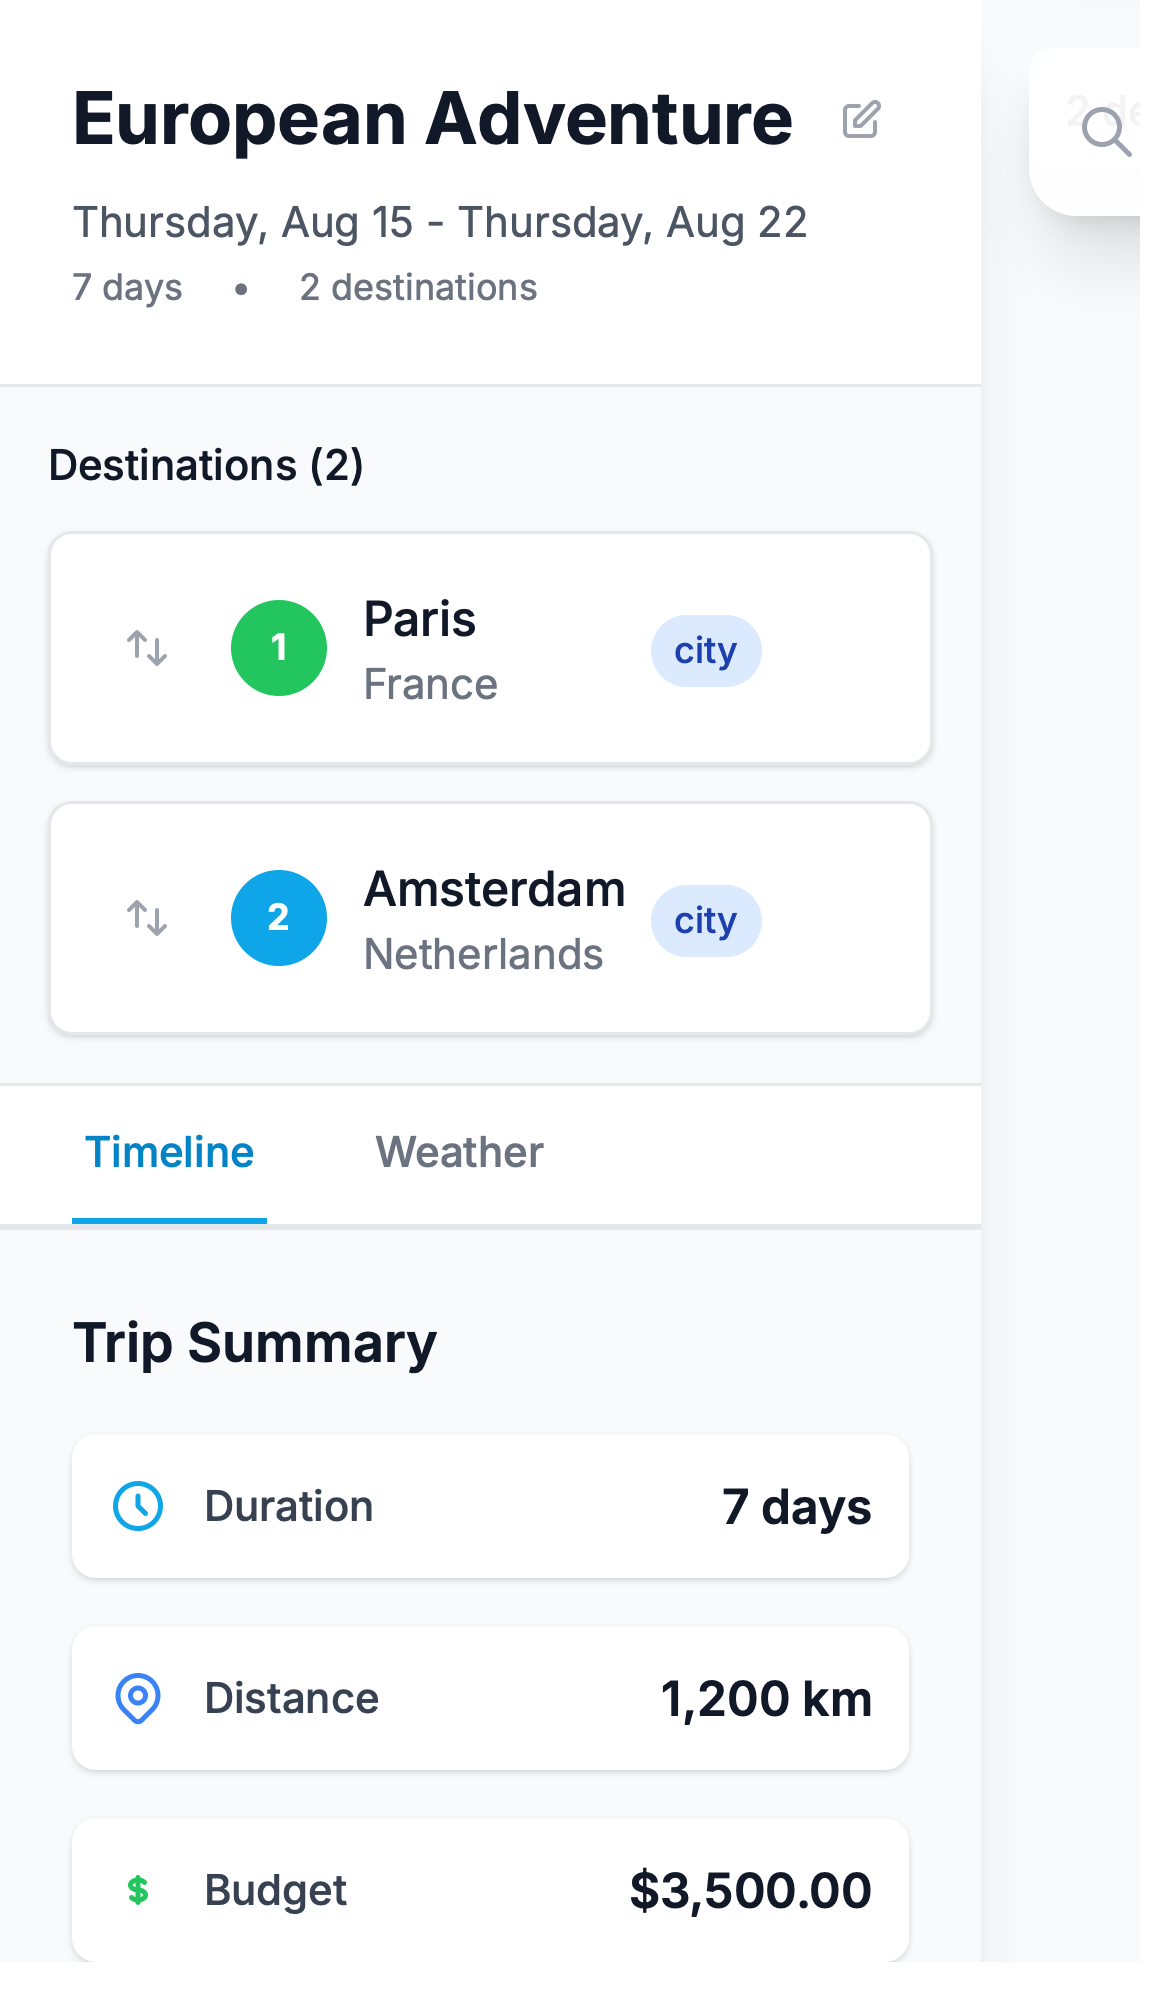 European Adventure
Thursday, Aug 15 - Thursday, Aug 22
7 days • 2 destinations
Destinations (2)
1
Paris
France
city
2
Amsterdam
Netherlands
city
Timeline Weather
Trip Summary
Duration 7 days
Distance 1,200 km
$ Budget $3,500.00